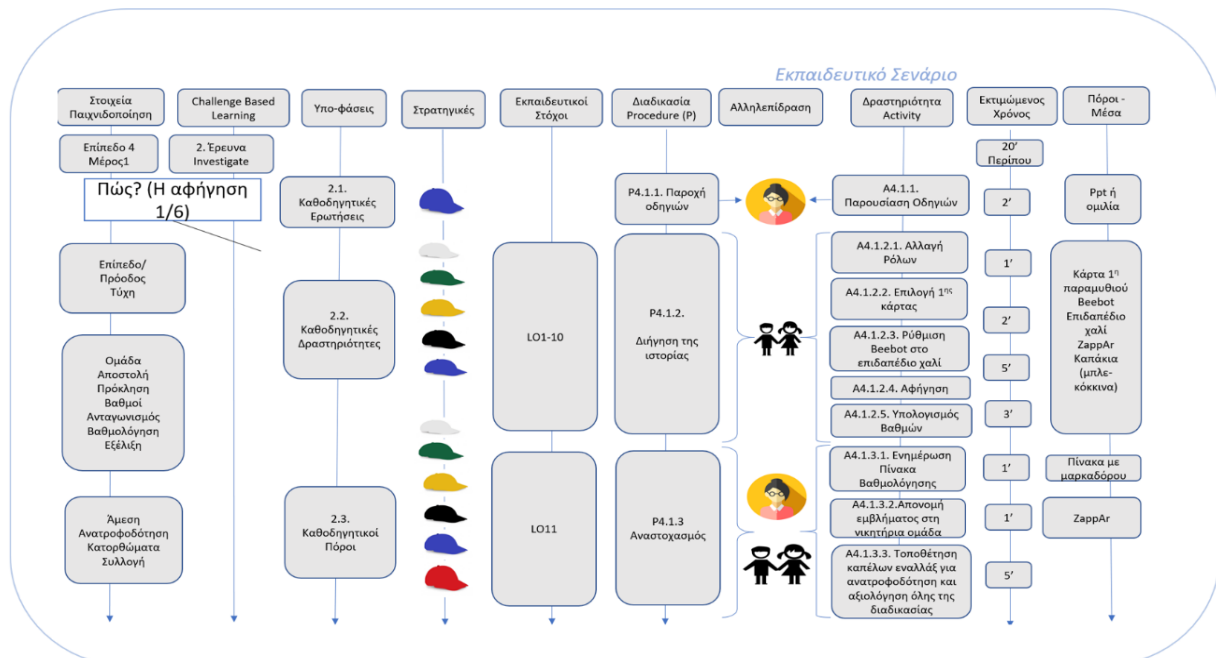 Εκπαιδευτικό Σενάριο
Στοιχεία
Παιχνιδοποίηση
Challenge Based
Learning
Υπο-φάσεις
Στρατηγικές
Εκπαιδευτικοί
Στόχοι
Διαδικασία
Procedure (P)
Αλληλεπίδραση
Δραστηριότητα
Activity
Εκτιμώμενος
Χρόνος
Πόροι -
Μέσα
Επίπεδο 4
Μέρος1
2. Έρευνα
Investigate
20’
Περίπου
Πώς? (Η αφήγηση
1/6)
2.1.
Καθοδηγητικές
Ερωτήσεις
P4.1.1. Παροχή
οδηγιών
A4.1.1.
Παρουσίαση Οδηγιών
2’
Ppt ή
ομιλία
Επίπεδο/
Πρόοδος
Τύχη
2.2.
Καθοδηγητικές
Δραστηριότητες
LO1-10
P4.1.2.
Διήγηση της
ιστορίας
A4.1.2.1. Αλλαγή
Ρόλων
1’
A4.1.2.2. Επιλογή 1ης
κάρτας
2’
A4.1.2.3. Ρύθμιση
Beebot στο
επιδαπέδιο χαλί
5’
A4.1.2.4. Αφήγηση
A4.1.2.5. Υπολογισμός
Βαθμών
3’
Κάρτα 1η
παραμυθιού
Beebot
Επιδαπέδιο
χαλί
ZappAr
Καπάκια
(μπλε-
κόκκινα)
Ομάδα
Αποστολή
Πρόκληση
Βαθμοί
Ανταγωνισμός
Βαθμολόγηση
Εξέλιξη
Άμεση
Ανατροφοδότηση
Κατορθώματα
Συλλογή
2.3.
Καθοδηγητικοί
Πόροι
LO11
P4.1.3
Αναστοχασμός
A4.1.3.1. Ενημέρωση
Πίνακα
Βαθμολόγησης
1’
Πίνακα με
μαρκαδόρου
A4.1.3.2.Απονομή
εμβλήματος στη
νικητήρια ομάδα
1’
ZappAr
A4.1.3.3. Τοποθέτηση
καπέλων εναλλάξ για
ανατροφοδότηση και
αξιολόγηση όλης της
διαδικασίας
5’